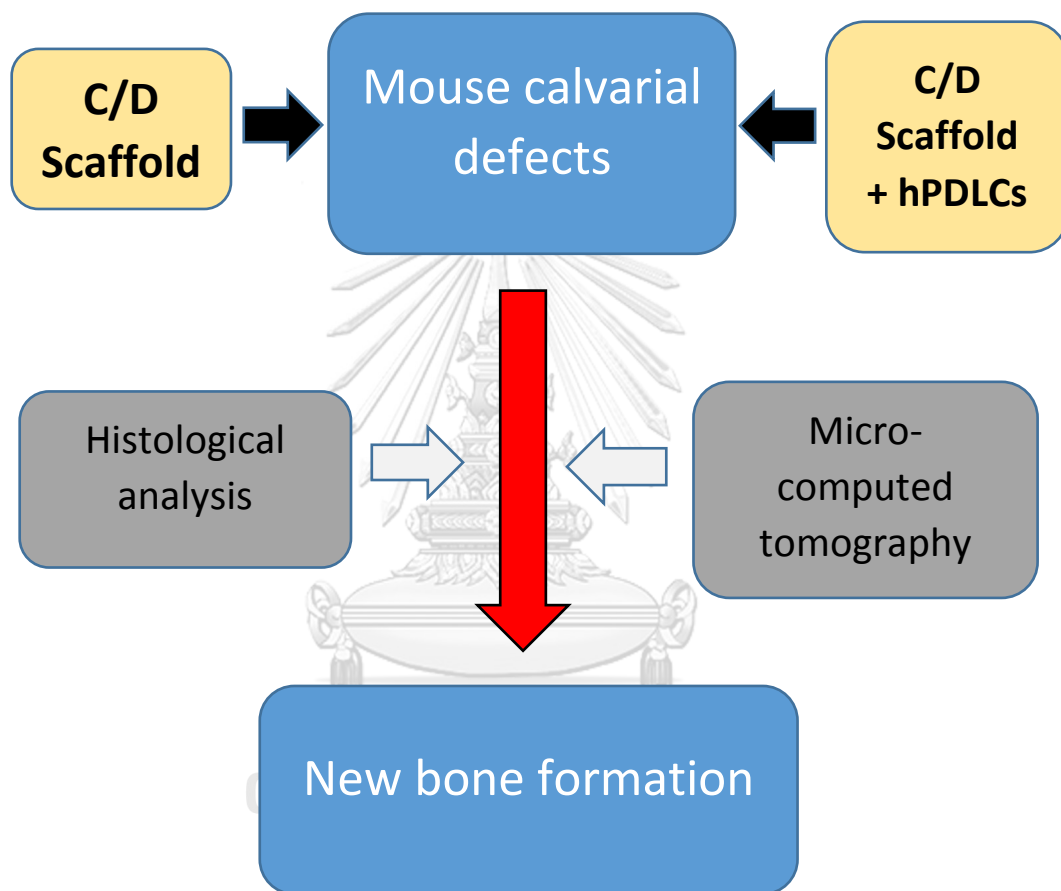 C/D
Scaffold
Mouse calvarial
defects
C/D
Scaffold
+ hPDLCs
Histological
analysis
Micro-
computed
tomography
New bone formation